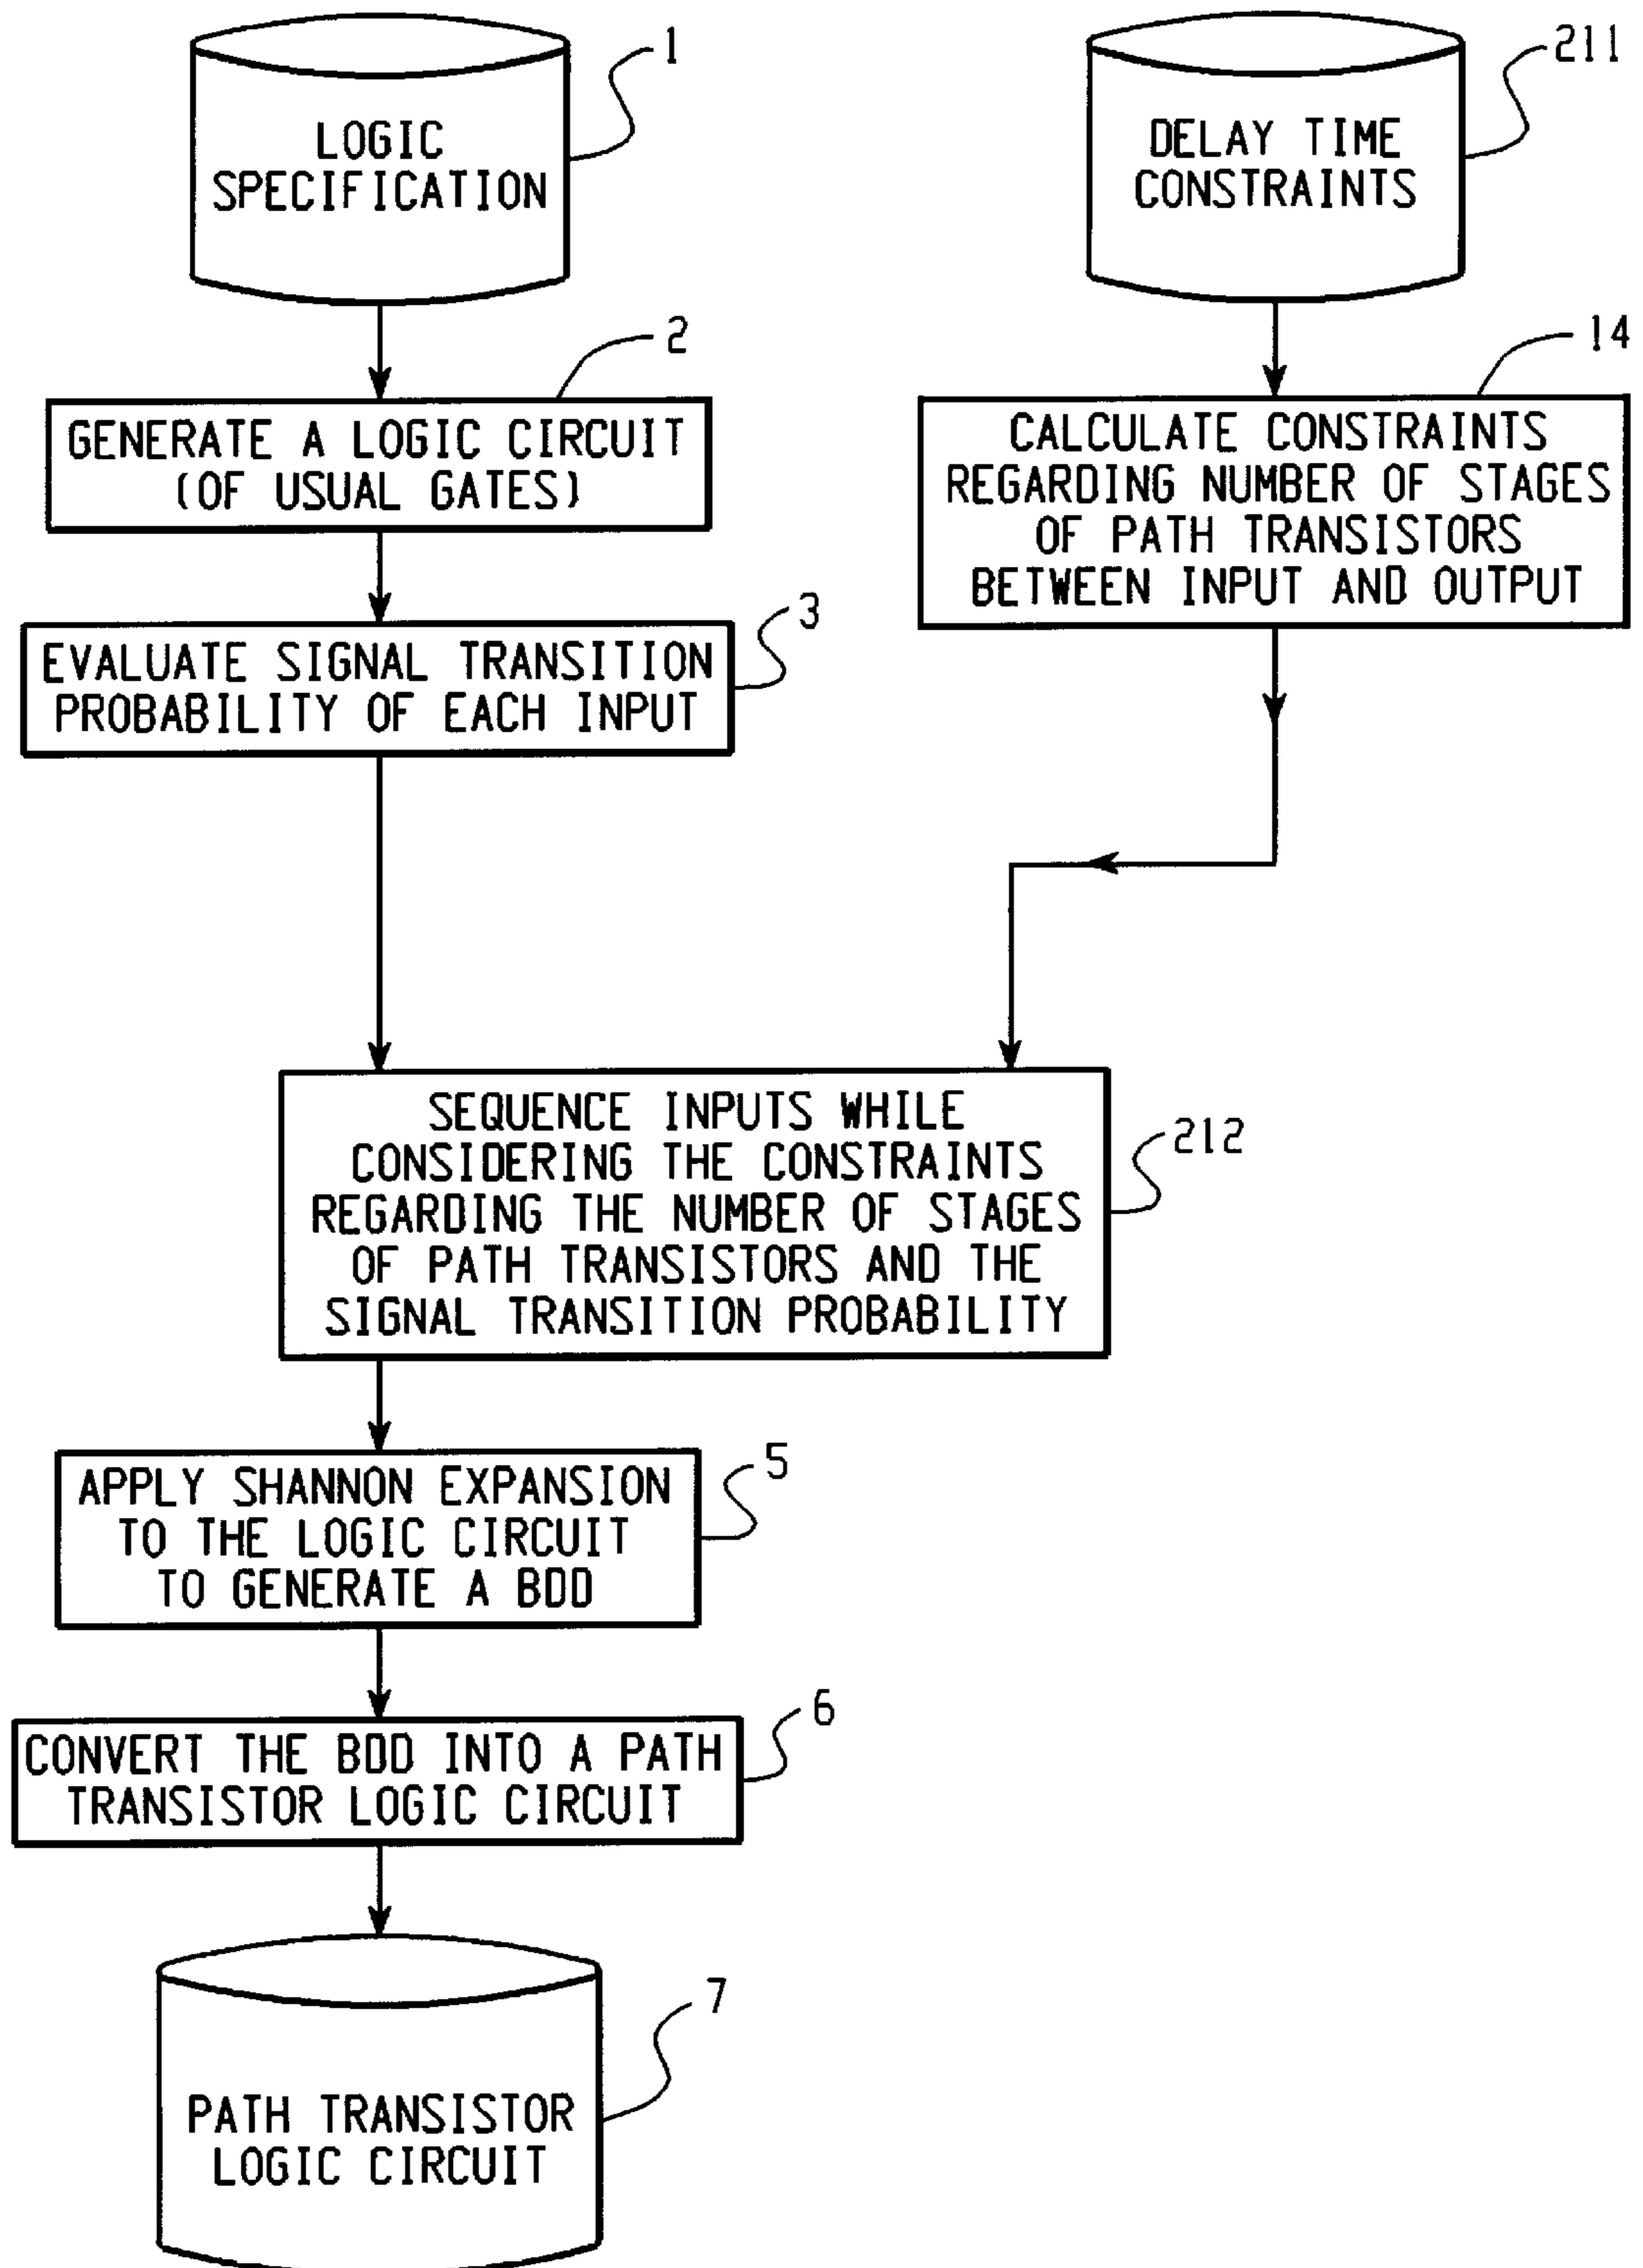 LOGIC
SPECIFICATION
1
DELAY TIME
CONSTRAINTS
211
2
GENERATE A LOGIC CIRCUIT
(OF USUAL GATES)
14
CALCULATE CONSTRAINTS
REGARDING NUMBER OF STAGES
OF PATH TRANSISTORS
BETWEEN INPUT AND OUTPUT
3
EVALUATE SIGNAL TRANSITION
PROBABILITY OF EACH INPUT
SEQUENCE INPUTS WHILE
CONSIDERING THE CONSTRAINTS
REGARDING THE NUMBER OF STAGES
OF PATH TRANSISTORS AND THE
SIGNAL TRANSITION PROBABILITY
212
APPLY SHANNON EXPANSION
TO THE LOGIC CIRCUIT
TO GENERATE A BDD
5
CONVERT THE BDD INTO A PATH
TRANSISTOR LOGIC CIRCUIT
6
PATH TRANSISTOR
LOGIC CIRCUIT
7